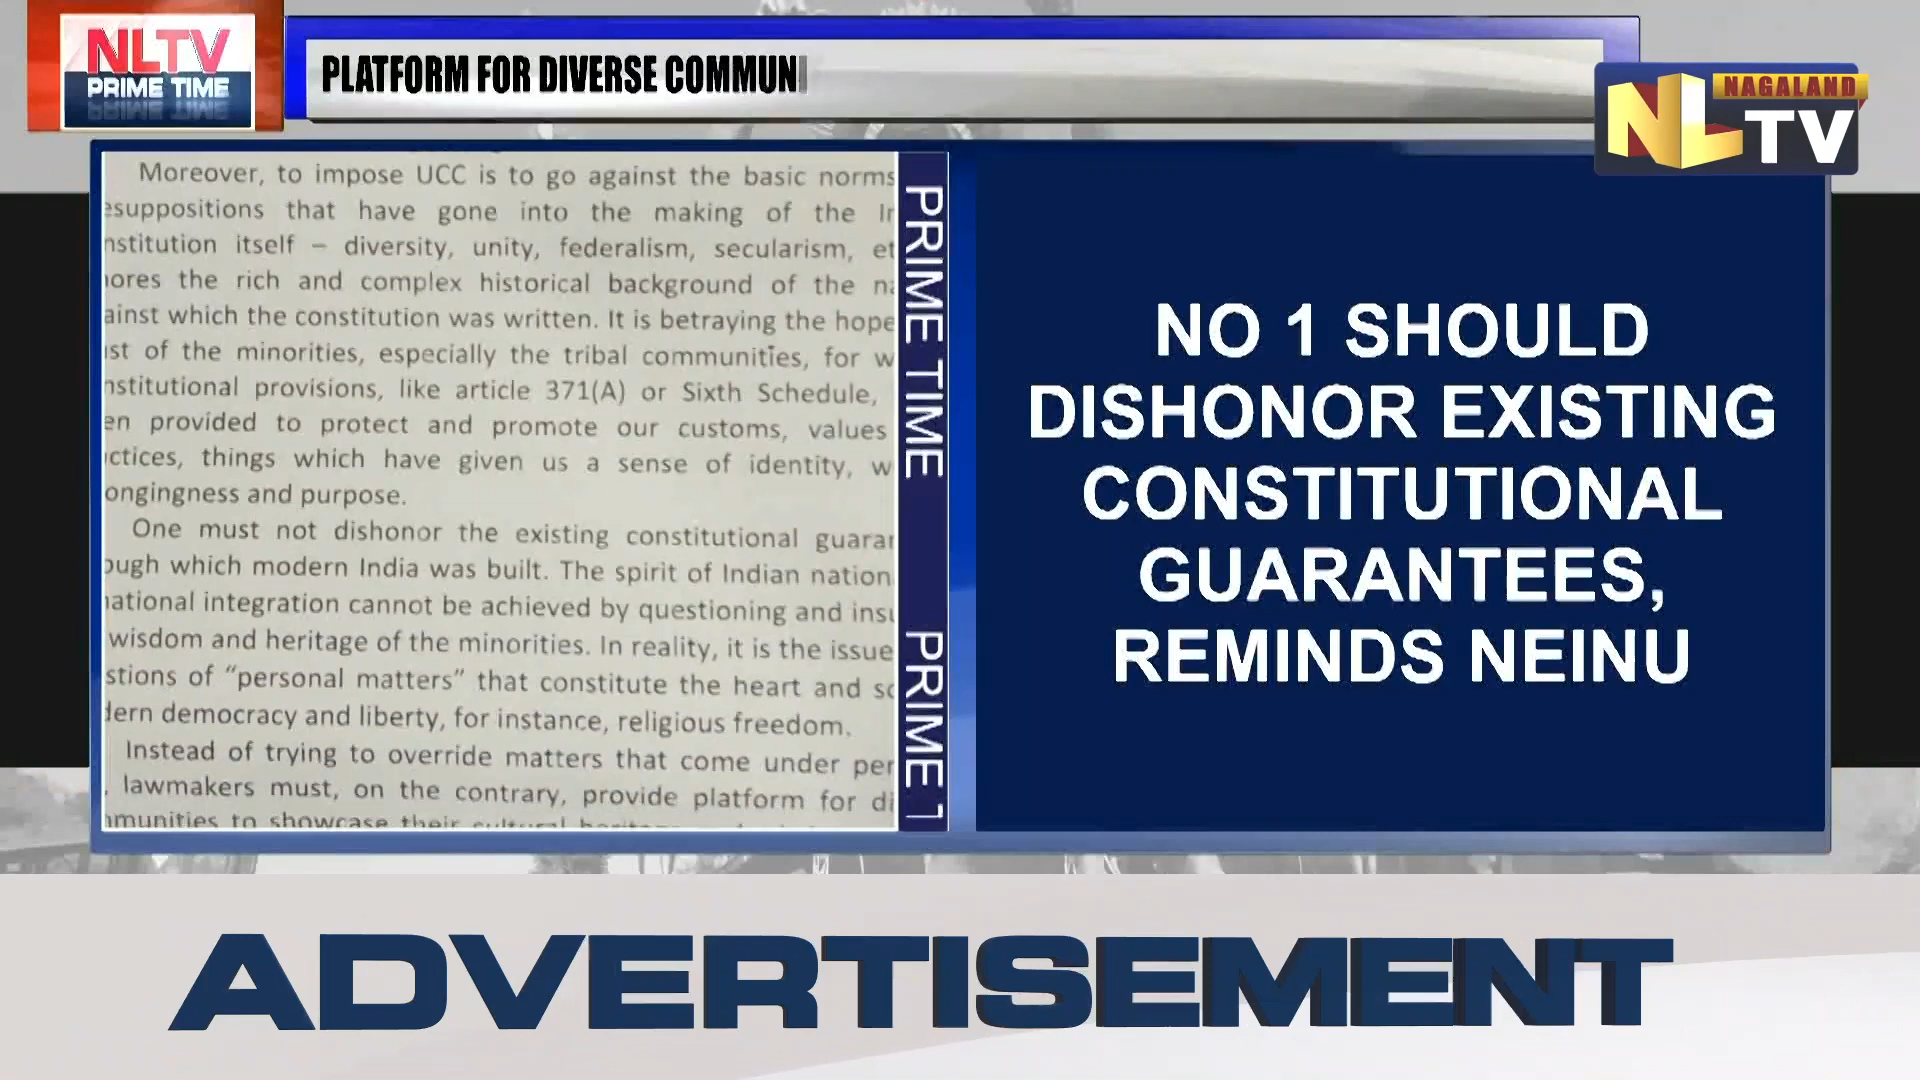 NLTV
PRIME TIME
PLATFORM FOR DIVERSE COMMUN
NAGALAND
NLTV
Moreover, to impose UCC is to go against the basic norms
esuppositions that have gone into the making of the
nstitution itself – diversity, unity, federalism, secularism,
ores the rich and complex historical background of the
ainst which the constitution was written. It is betraying the hope
st of the minorities, especially the tribal communities, for
nstitutional provisions, like article 371(A) or Sixth Schedule,
en provided to protect and promote our customs, values
ctices, things which have given us a sense of identity,
ongingness and purpose.
One must not dishonor the existing constitutional guarar
ough which modern India was built. The spirit of Indian nation
national integration cannot be achieved by questioning and
wisdom and heritage of the minorities. In reality, it is the issue
stions of “personal matters” that constitute the heart and
dern democracy and liberty, for instance, religious freedom.
Instead of trying to override matters that come under per
, lawmakers must, on the contrary, provide platform for di
mmunities to showcase their cultural
PRIME TIME
PRIME T
NO 1 SHOULD
DISHONOR EXISTING
CONSTITUTIONAL
GUARANTEES,
REMINDS NEINU
ADVERTISEMENT